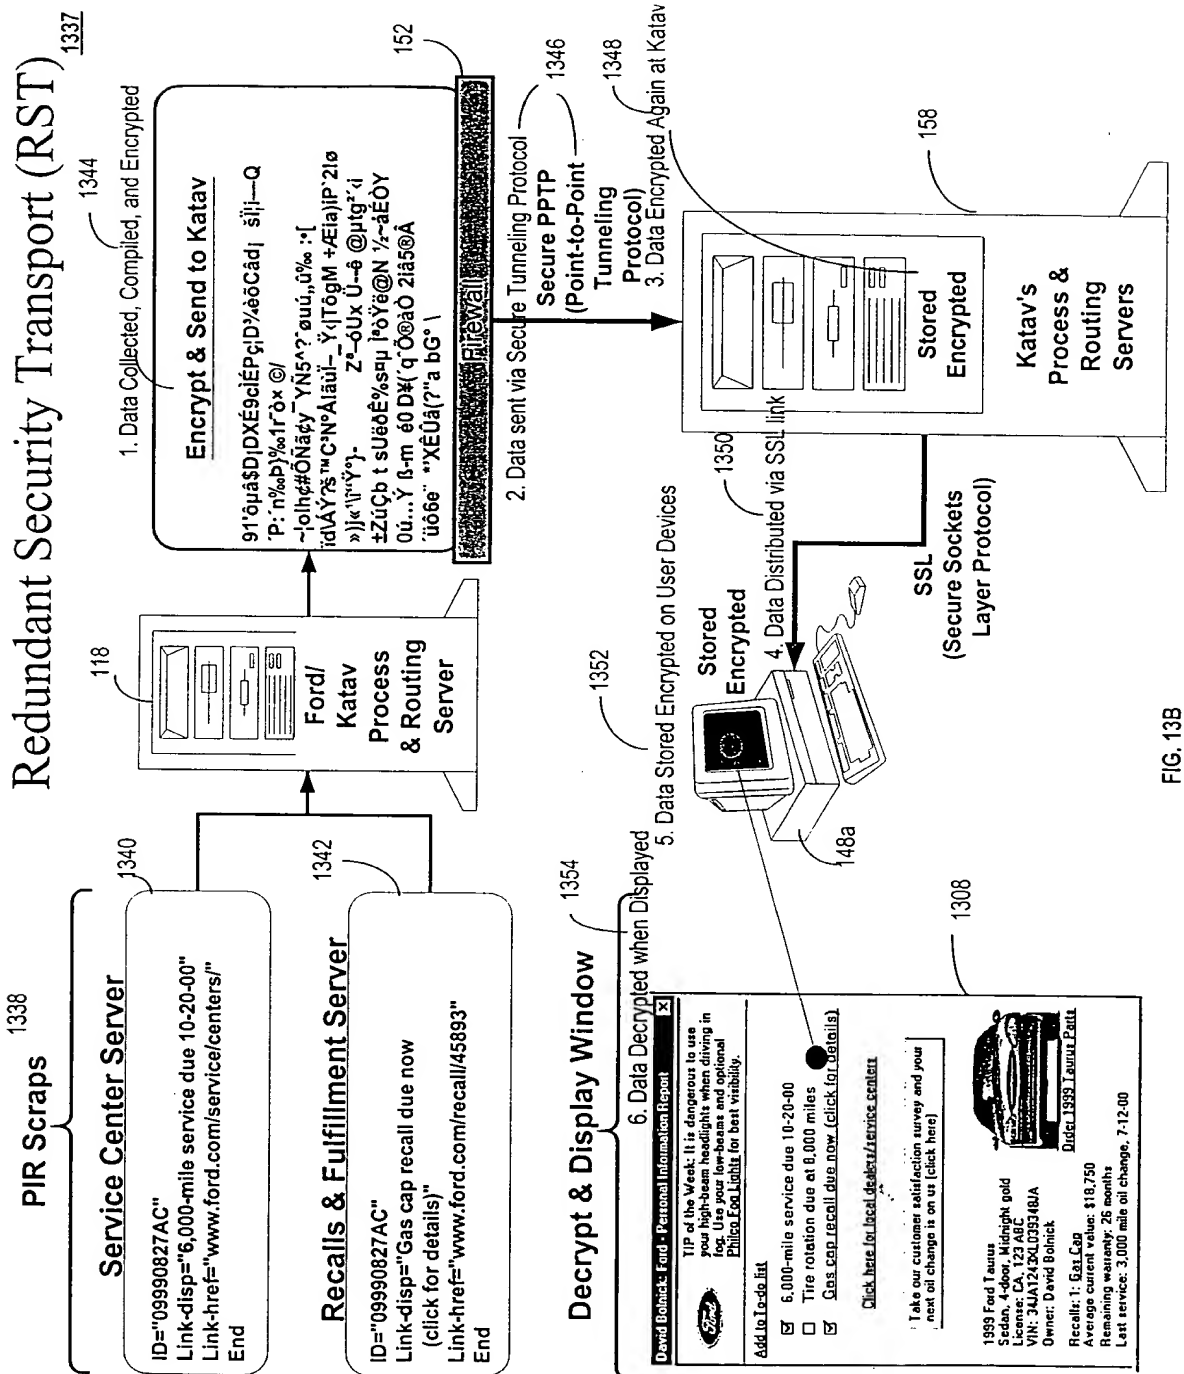 Redundant Security Transport (RST)
1337
PIR Scraps
1338
Service Center Server
1340
ID="09990827AC"
Link-disp="6,000-mile service due 10-20-00"
Link-href="www.ford.com/service/centers/"
End
Recalls & Fulfillment Server
1342
ID="09990827AC"
Link-disp="Gas cap recall due now
(click for details)"
Link-href="www.ford.com/recall/45893"
End
118
Ford/
Katav
Process
& Routing
Server
1344
1. Data Collected, Compiled, and Encrypted
Encrypt & Send to Katav
152
Firewall
2. Data sent via Secure Tunneling Protocol
1346
Secure PPTP
(Point-to-Point
Tunneling
Protocol)
1348
3. Data Encrypted Again at Katav
158
Stored
Encrypted
Katav's
Process &
Routing
Servers
1350
4. Data Distributed via SSL link
SSL
(Secure Sockets
Layer Protocol)
1352
5. Data Stored Encrypted on User Devices
Stored
Encrypted
148a
Decrypt & Display Window
1354
6. Data Decrypted when Displayed
1308
David Bolnick: Ford - Personal Information Report
Ford
TIP of the Week: It is dangerous to use
your high-beam headlights when driving in
fog. Use your low-beams and optional
Philco Fog Lights for best visibility.
Add to To-do list
6,000-mile service due 10-20-00
Tire rotation due at 8,000 miles
Gas cap recall due now (click for details)
Click here for local dealers/service centers
Take our customer satisfaction survey and your
next oil change is on us (click here)
1999 Ford Taurus
Sedan, 4-door, Midnight gold
License: CA, 123 ABC
VIN: 34JA1243KL039348JA
Owner: David Bolnick
Order 1999 Taurus Parts
Recalls: 1: Gas Cap
Average current value: $18,750
Remaining warranty: 26 months
Last service: 3,000 mile oil change, 7-12-00
FIG. 13B